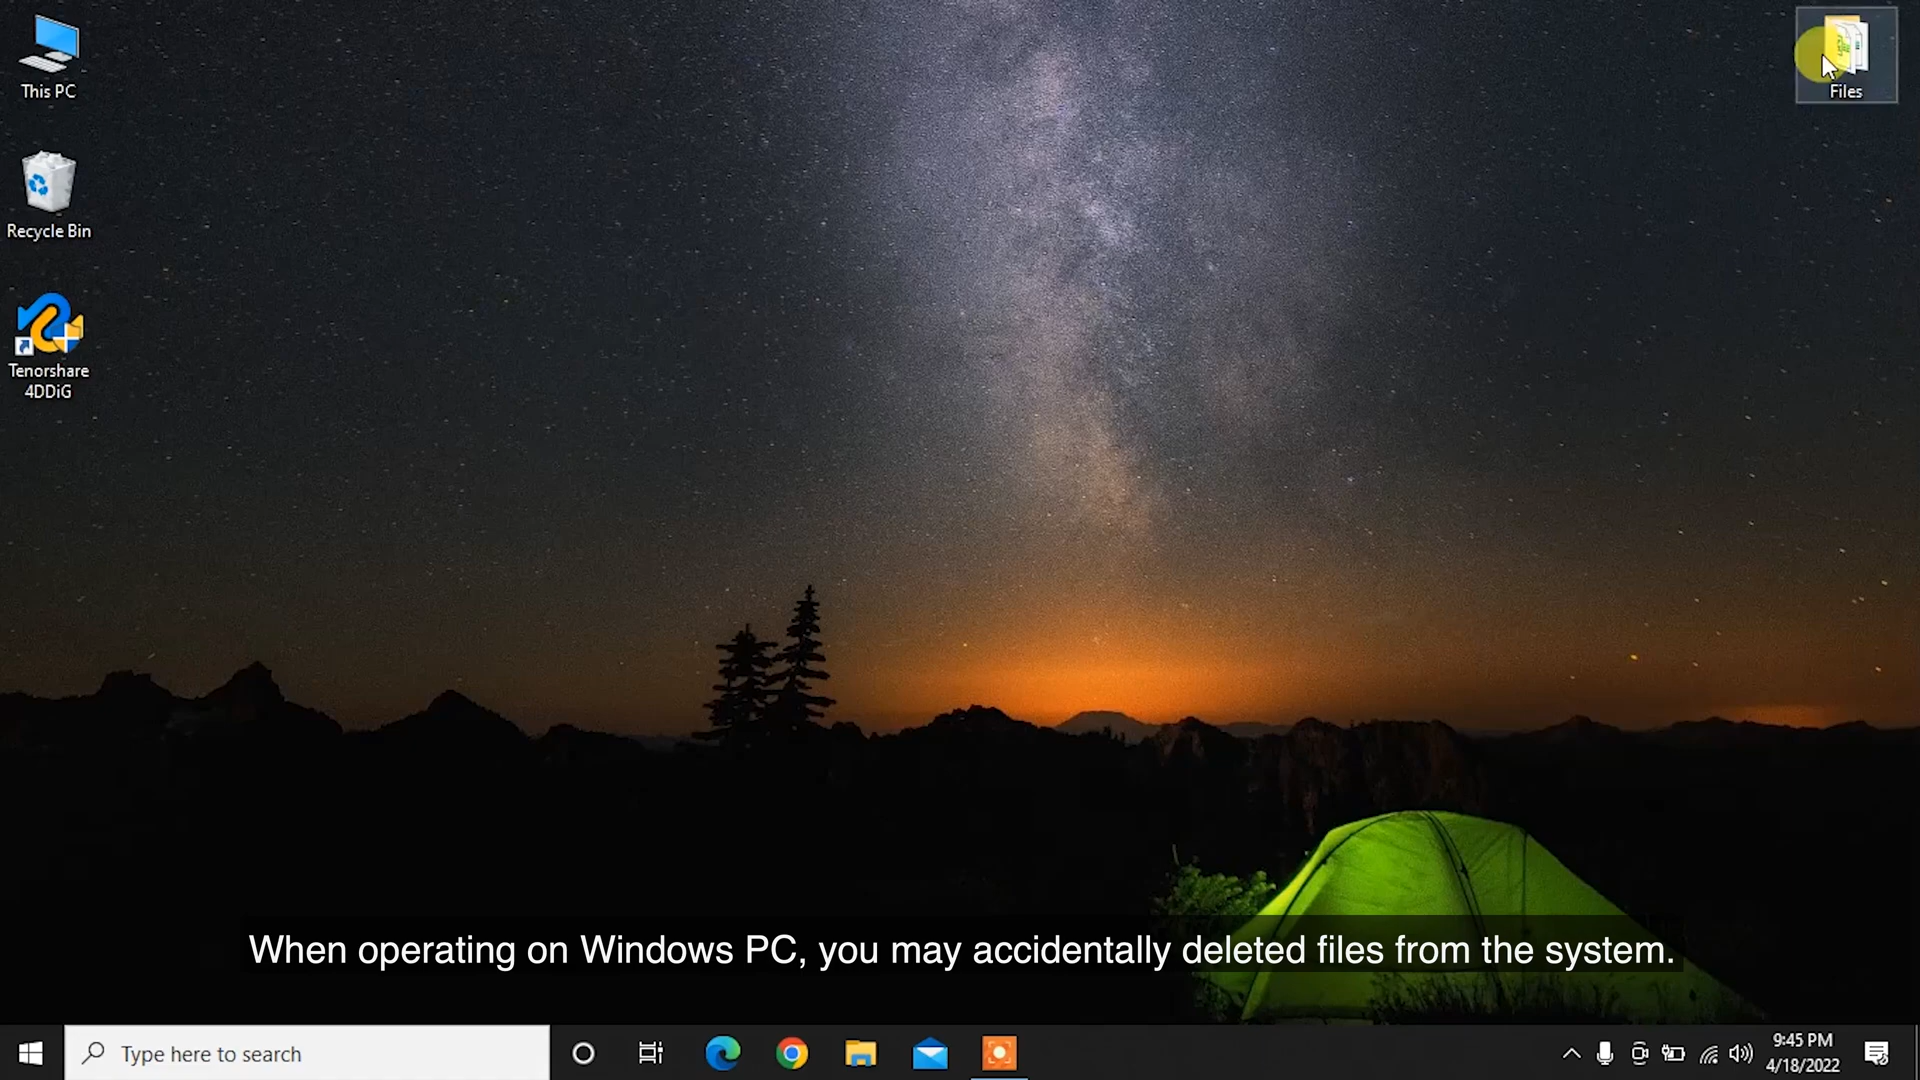 This PC
Files
Recycle Bin
Tenorshare
4DDiG
When operating on Windows PC, you may accidentally deleted files from the system.
Type here to search
9:45 PM
4/18/2022